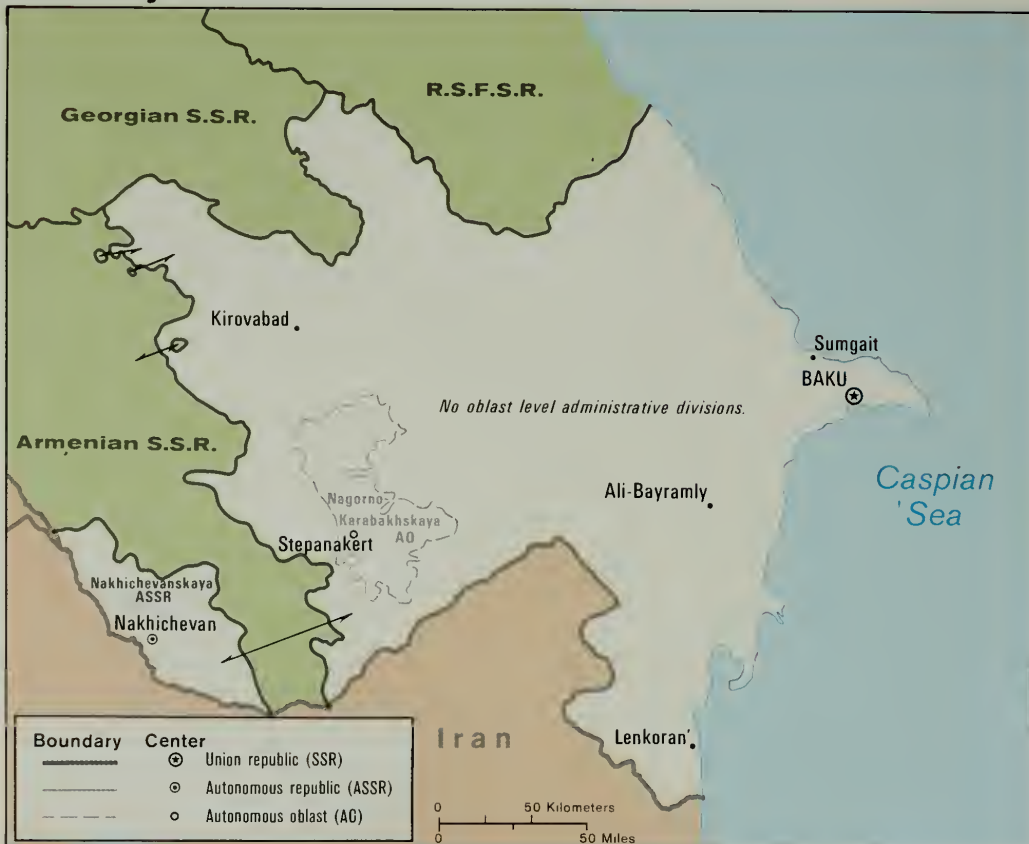 Georgian S.S.R.
R.S.F.S.R.
Kirovabad
Sumgait
BAKU
No oblast level administrative divisions.
Armenian S.S.R.
Nagorno-
Karabakhskaya
AO
Stepanakert
Ali-Bayramly
Caspian
Sea
Nakhichevanskaya
ASSR
Nakhichevan
Iran
Lenkoran'
Boundary Center
Union republic (SSR)
Autonomous republic (ASSR)
Autonomous oblast (AO)
0 50 Kilometers
0 50 Miles